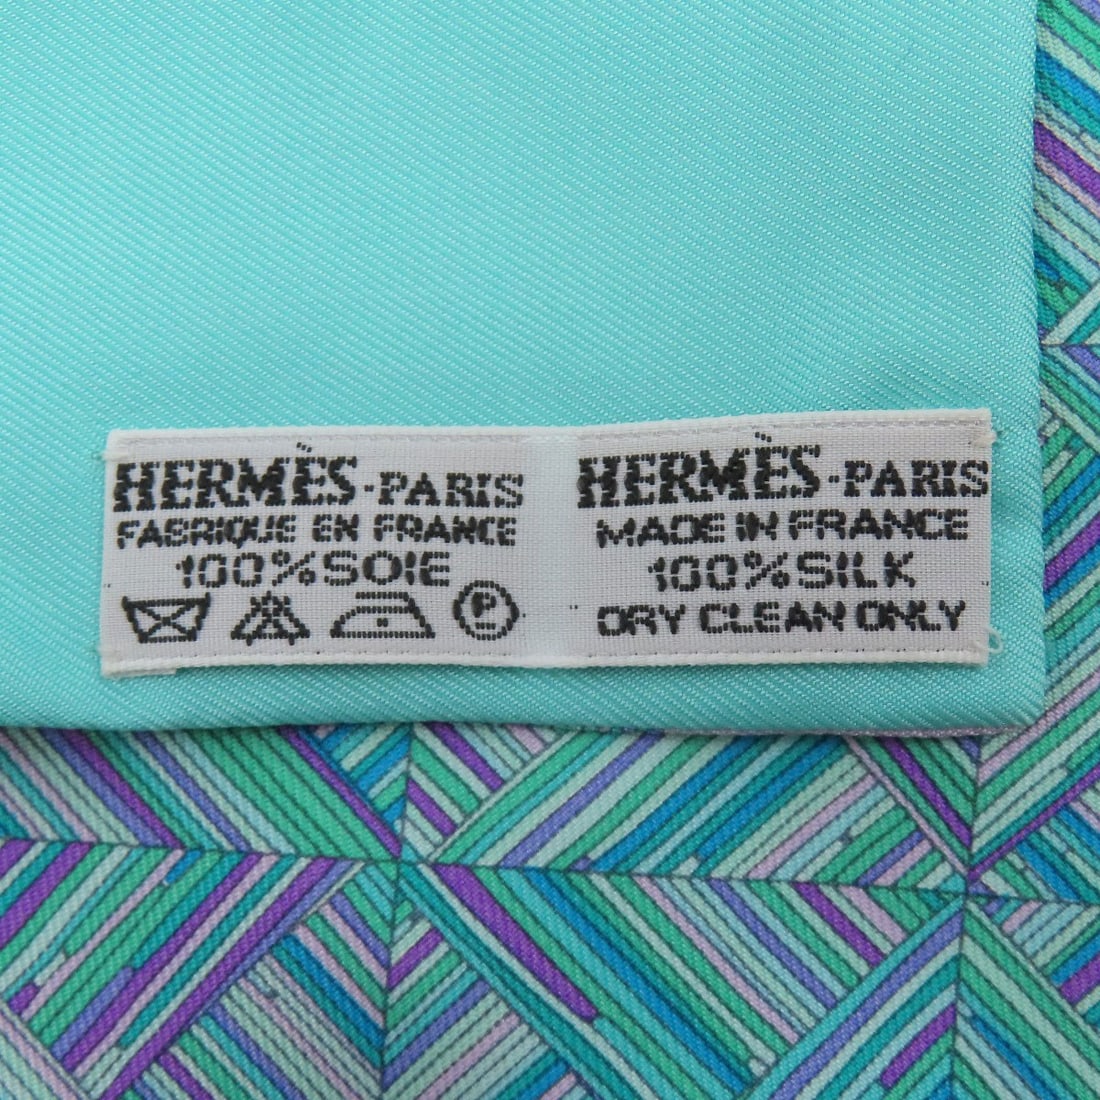 HERMÈS-PARIS
FABRIQUE EN FRANCE
100%SOIE
P
HERMÈS-PARIS
MADE IN FRANCE
100%SILK
DRY CLEAN ONLY